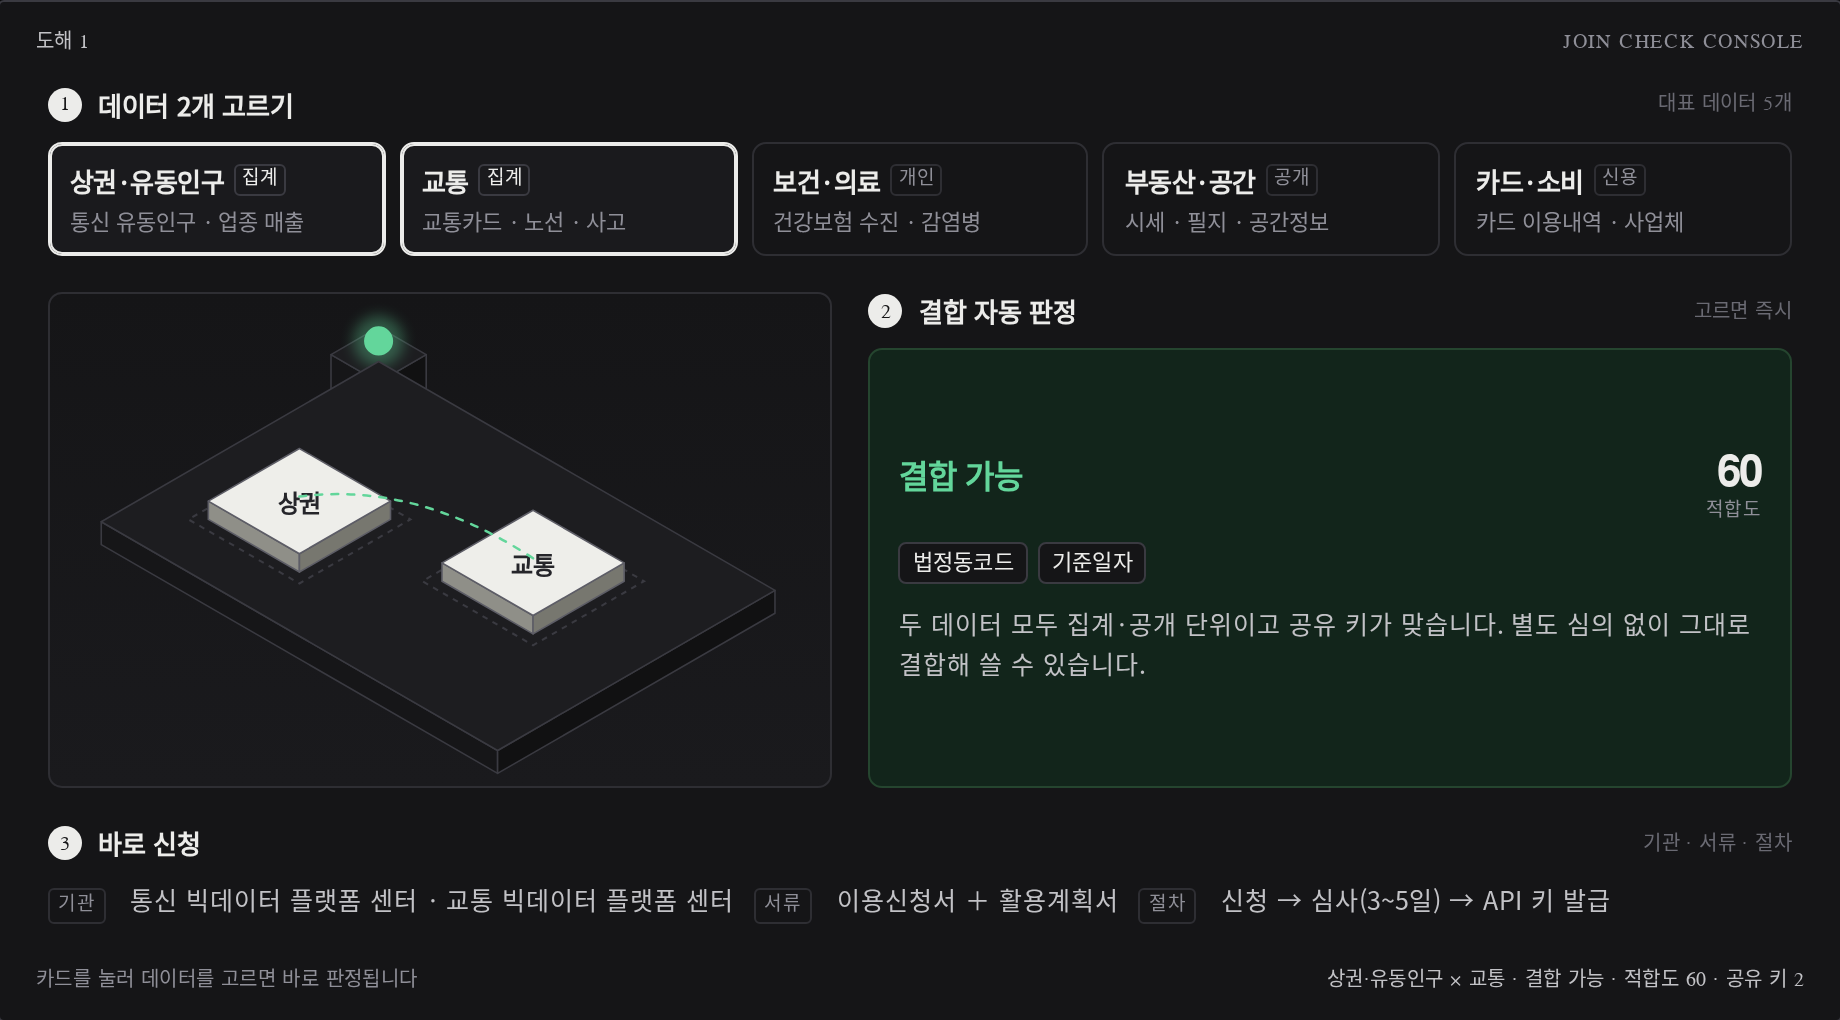 도해 1
JOIN CHECK CONSOLE
1 데이터 2개 고르기
대표 데이터 5개
상권·유동인구 집계
통신 유동인구 · 업종 매출
교통 집계
교통카드 · 노선 · 사고
보건·의료 개인
건강보험 수진 · 감염병
부동산·공간 공개
시세 · 필지 · 공간정보
카드·소비 신용
카드 이용내역 · 사업체
상권
교통
2 결합 자동 판정
고르면 즉시
결합 가능
60
적합도
법정동코드 기준일자
두 데이터 모두 집계·공개 단위이고 공유 키가 맞습니다. 별도 심의 없이 그대로
결합해 쓸 수 있습니다.
3 바로 신청
기관 · 서류 · 절차
기관 통신 빅데이터 플랫폼 센터 · 교통 빅데이터 플랫폼 센터 서류 이용신청서 + 활용계획서 절차 신청 → 심사(3~5일) → API 키 발급
카드를 눌러 데이터를 고르면 바로 판정됩니다
상권·유동인구 × 교통 · 결합 가능 · 적합도 60 · 공유 키 2